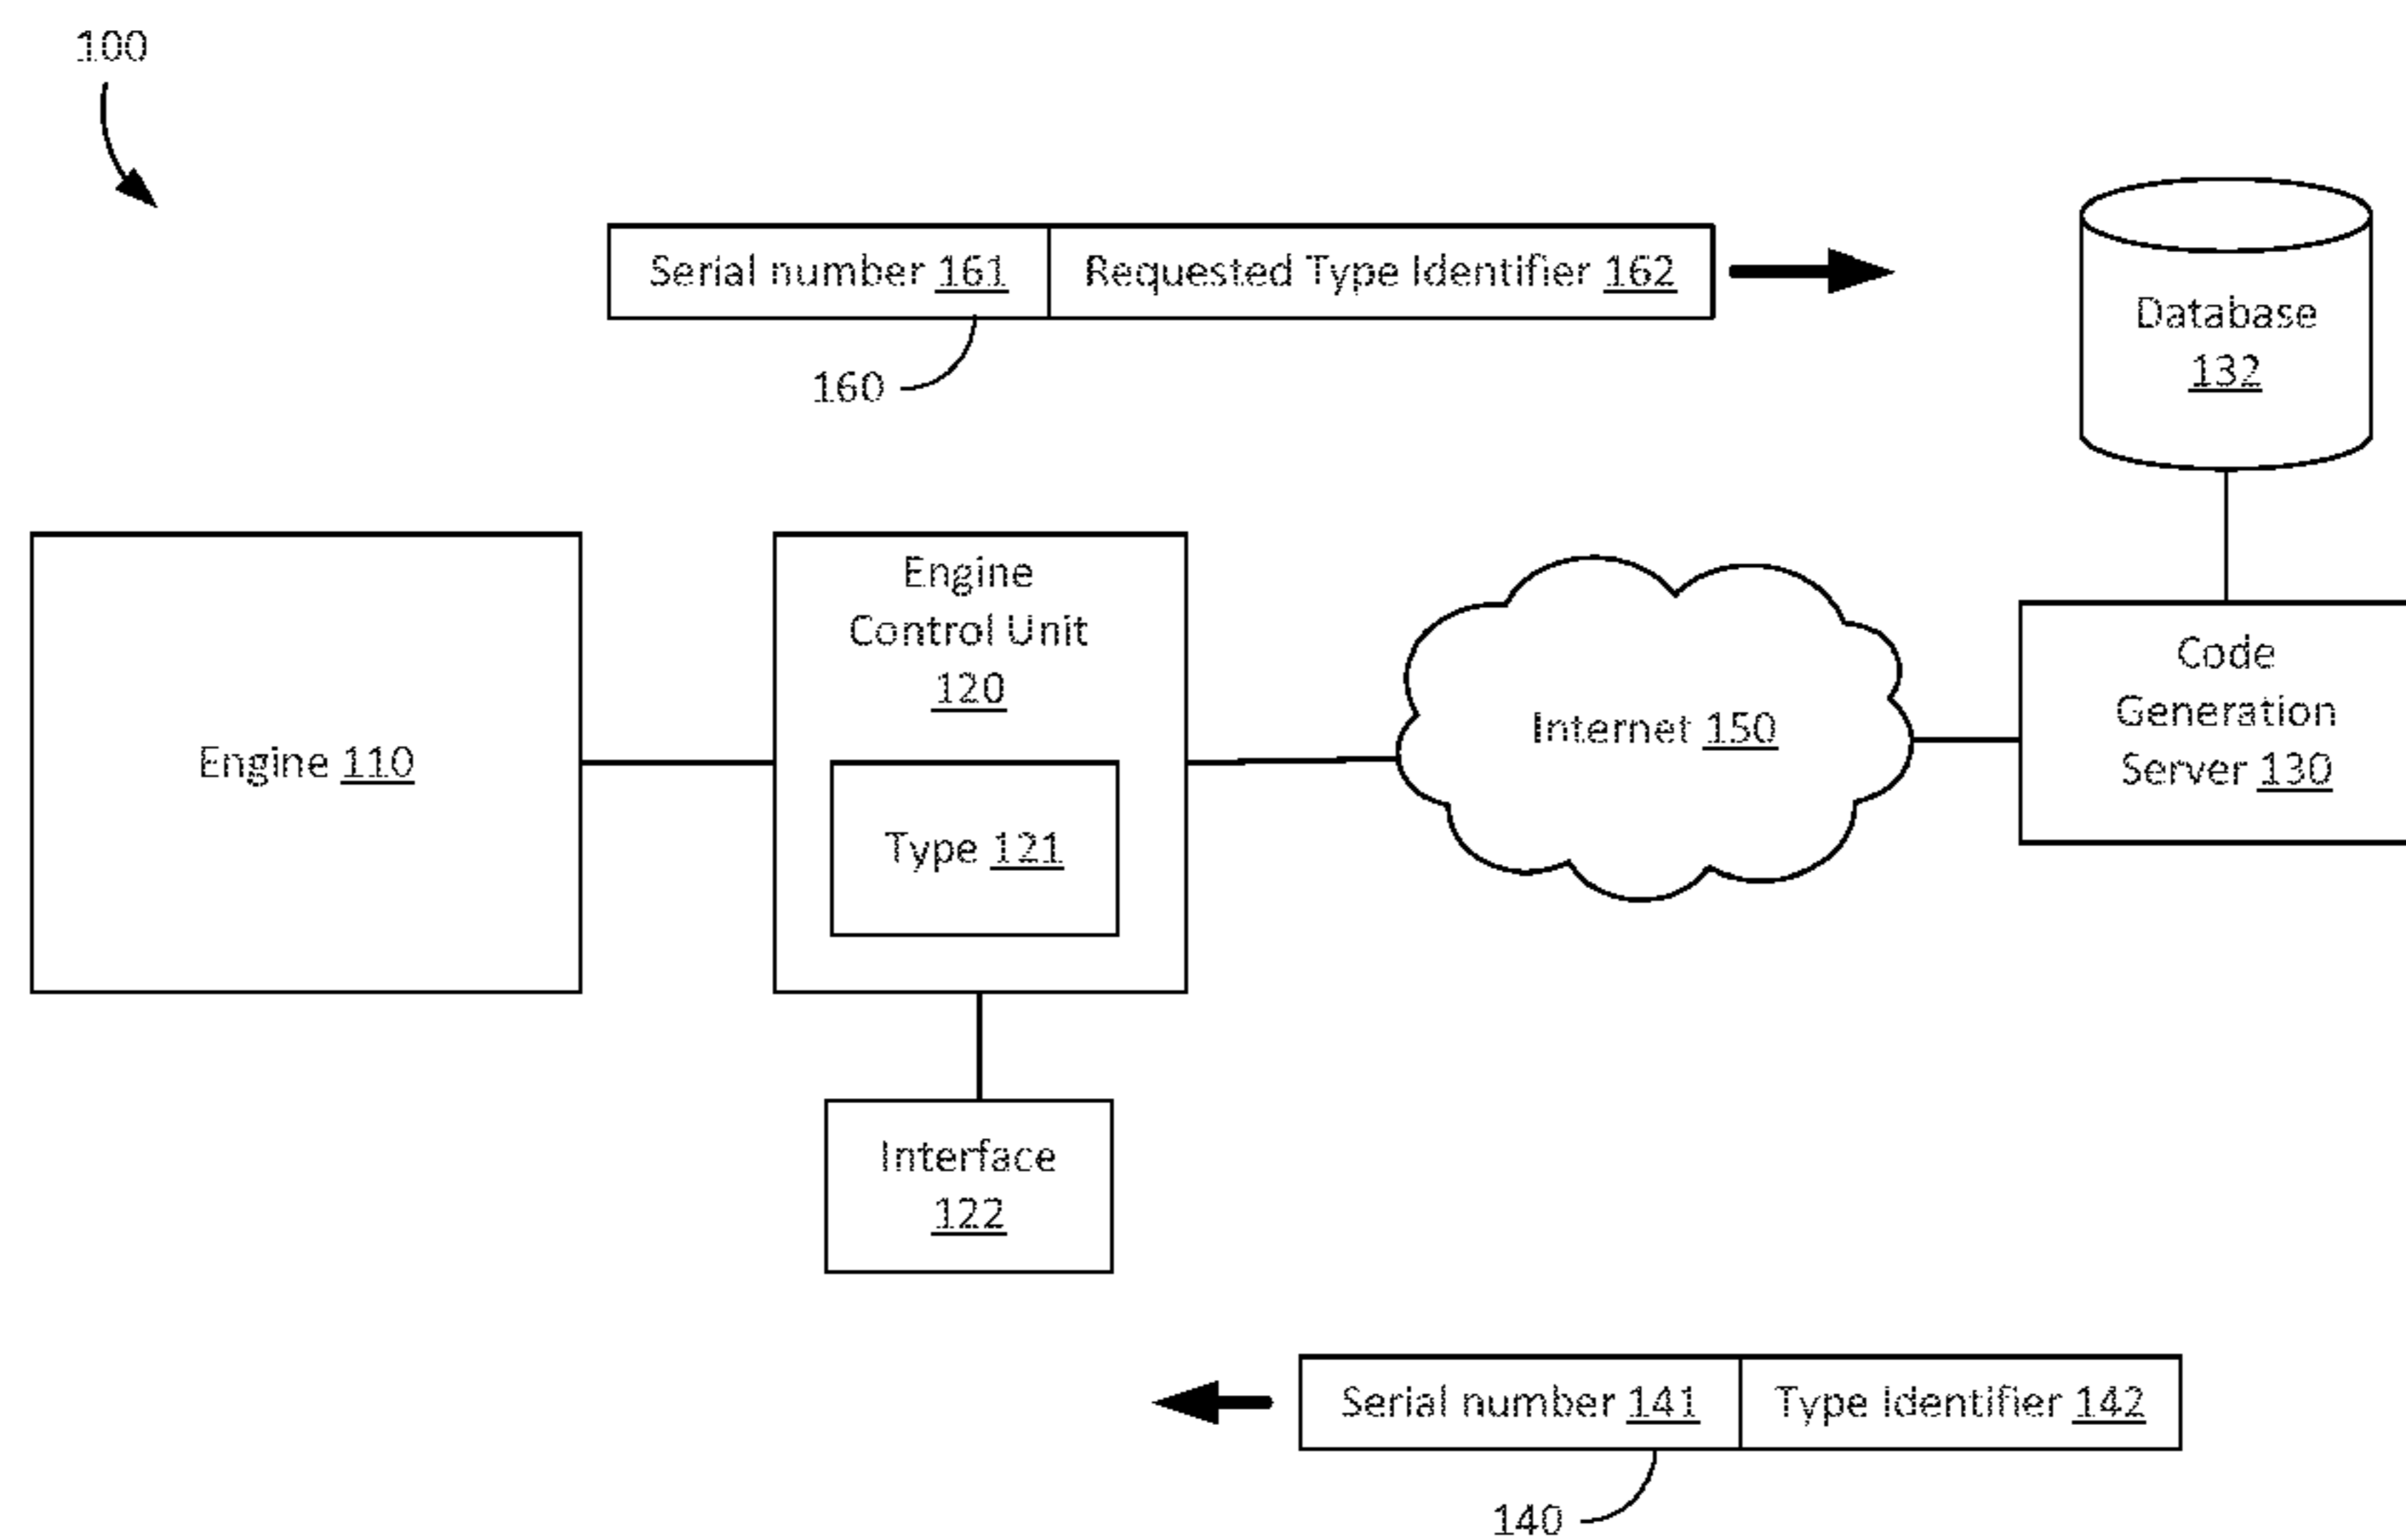 100
Serial number 161
Requested Type Identifier 162
160
Database
132
Engine 110
Engine
Control Unit
120
Type 121
Internet 150
Code
Generation
Server 130
Interface
122
Serial number 141
Type Identifier 142
140